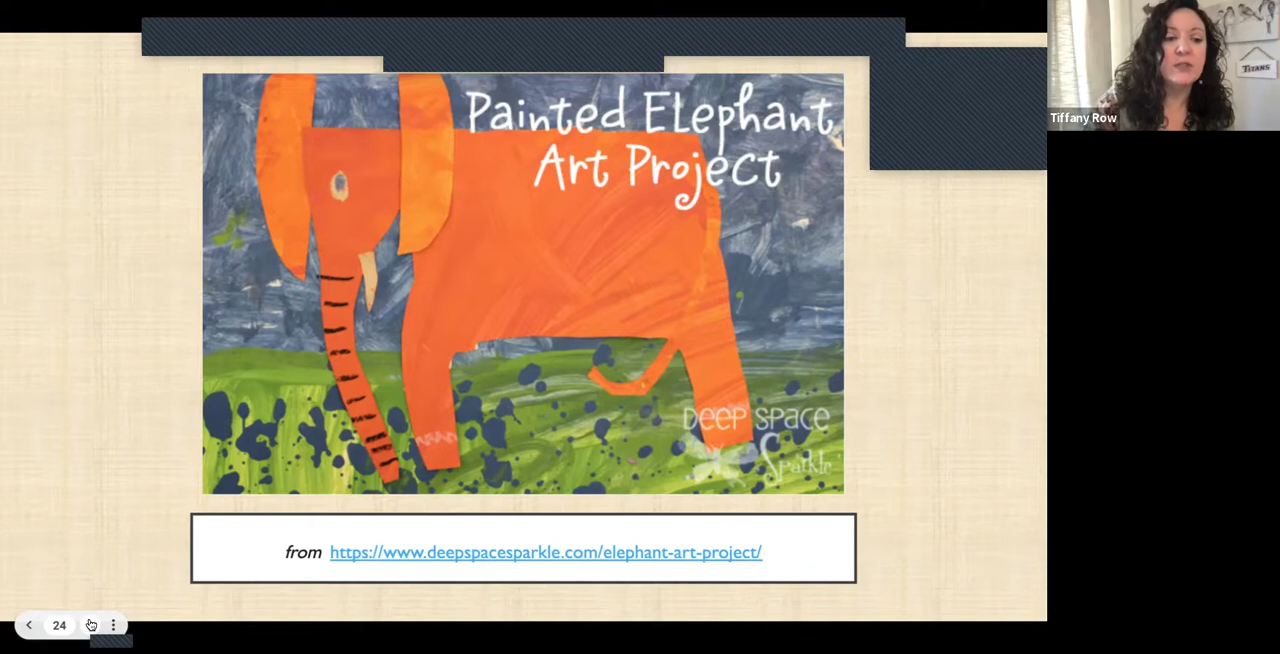 Painted Elephant
Art Project
DEEP SPACE
Sparkle
from https://www.deepspacesparkle.com/elephant-art-project/
TITANS
Tiffany Row
24